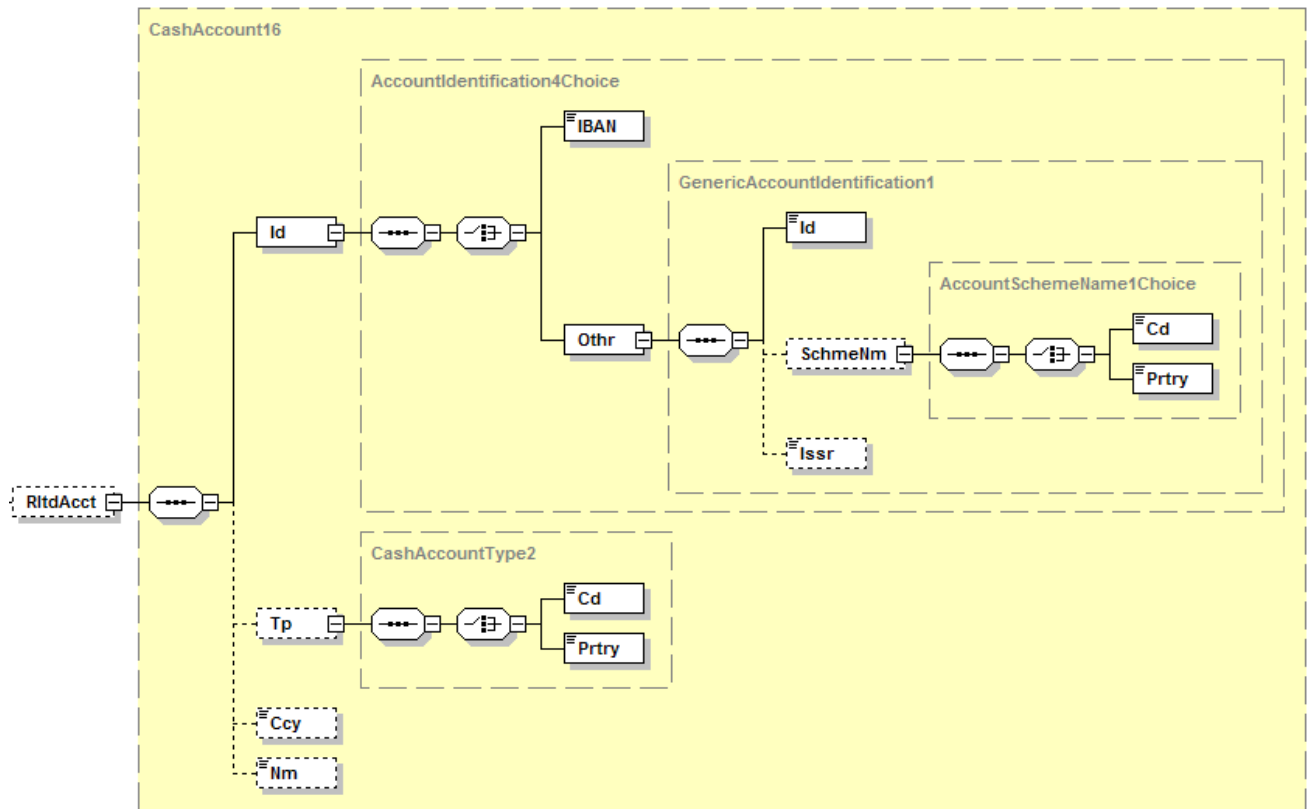 CashAccount16
AccountIdentification4Choice
IBAN
GenericAccountIdentification1
Id
Id
AccountSchemeName1Choice
Cd
Othr
SchmeNm
Prtry
Issr
RltdAcct
CashAccountType2
Cd
Tp
Prtry
Ccy
Nm